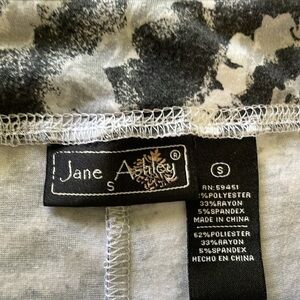 Jane Ashley ®
S
S
RN:59451
33%RAYON
5%SPANDEX
MADE IN CHINA
62%POLIESTER
33%RAYON
5%SPANDEX
HECHO EN CHINA